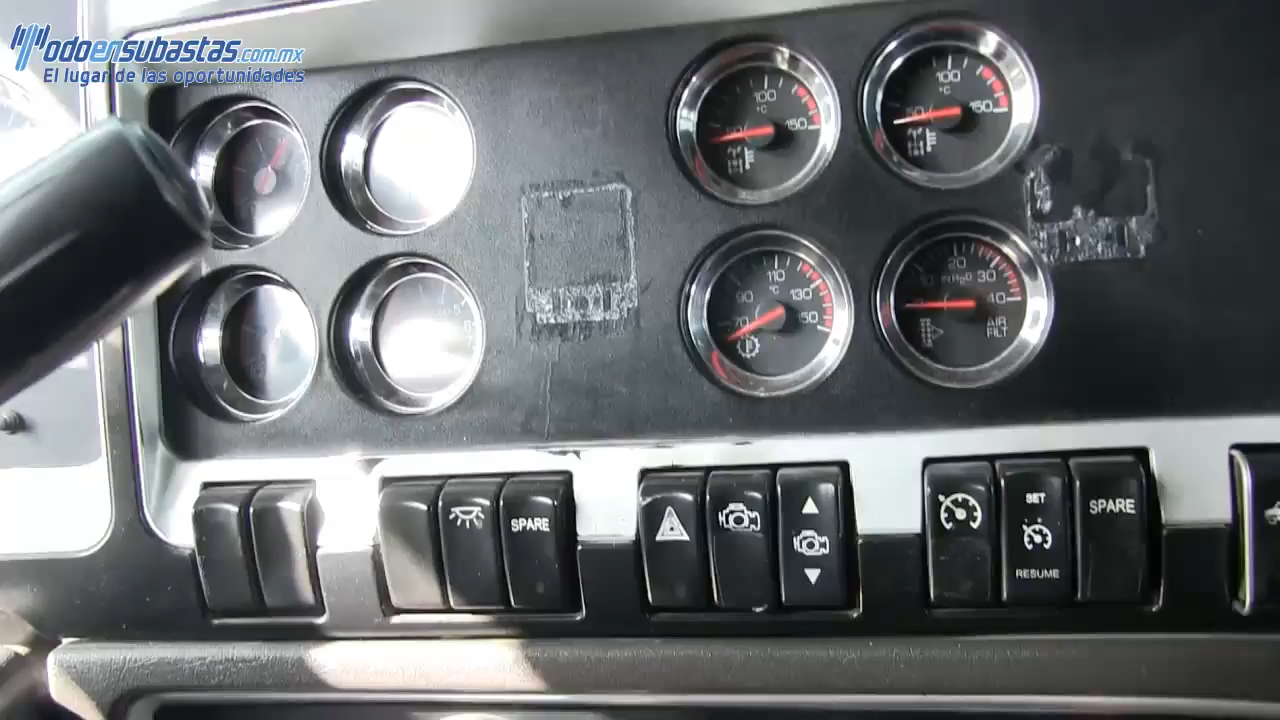 Todoensubastas.com.mx
El lugar de las oportunidades
100
°C
50
150
100
°C
50
150
110
°C
90
130
70
150
20
10
30
40
AIR
FILT
SPARE
SET
RESUME
SPARE